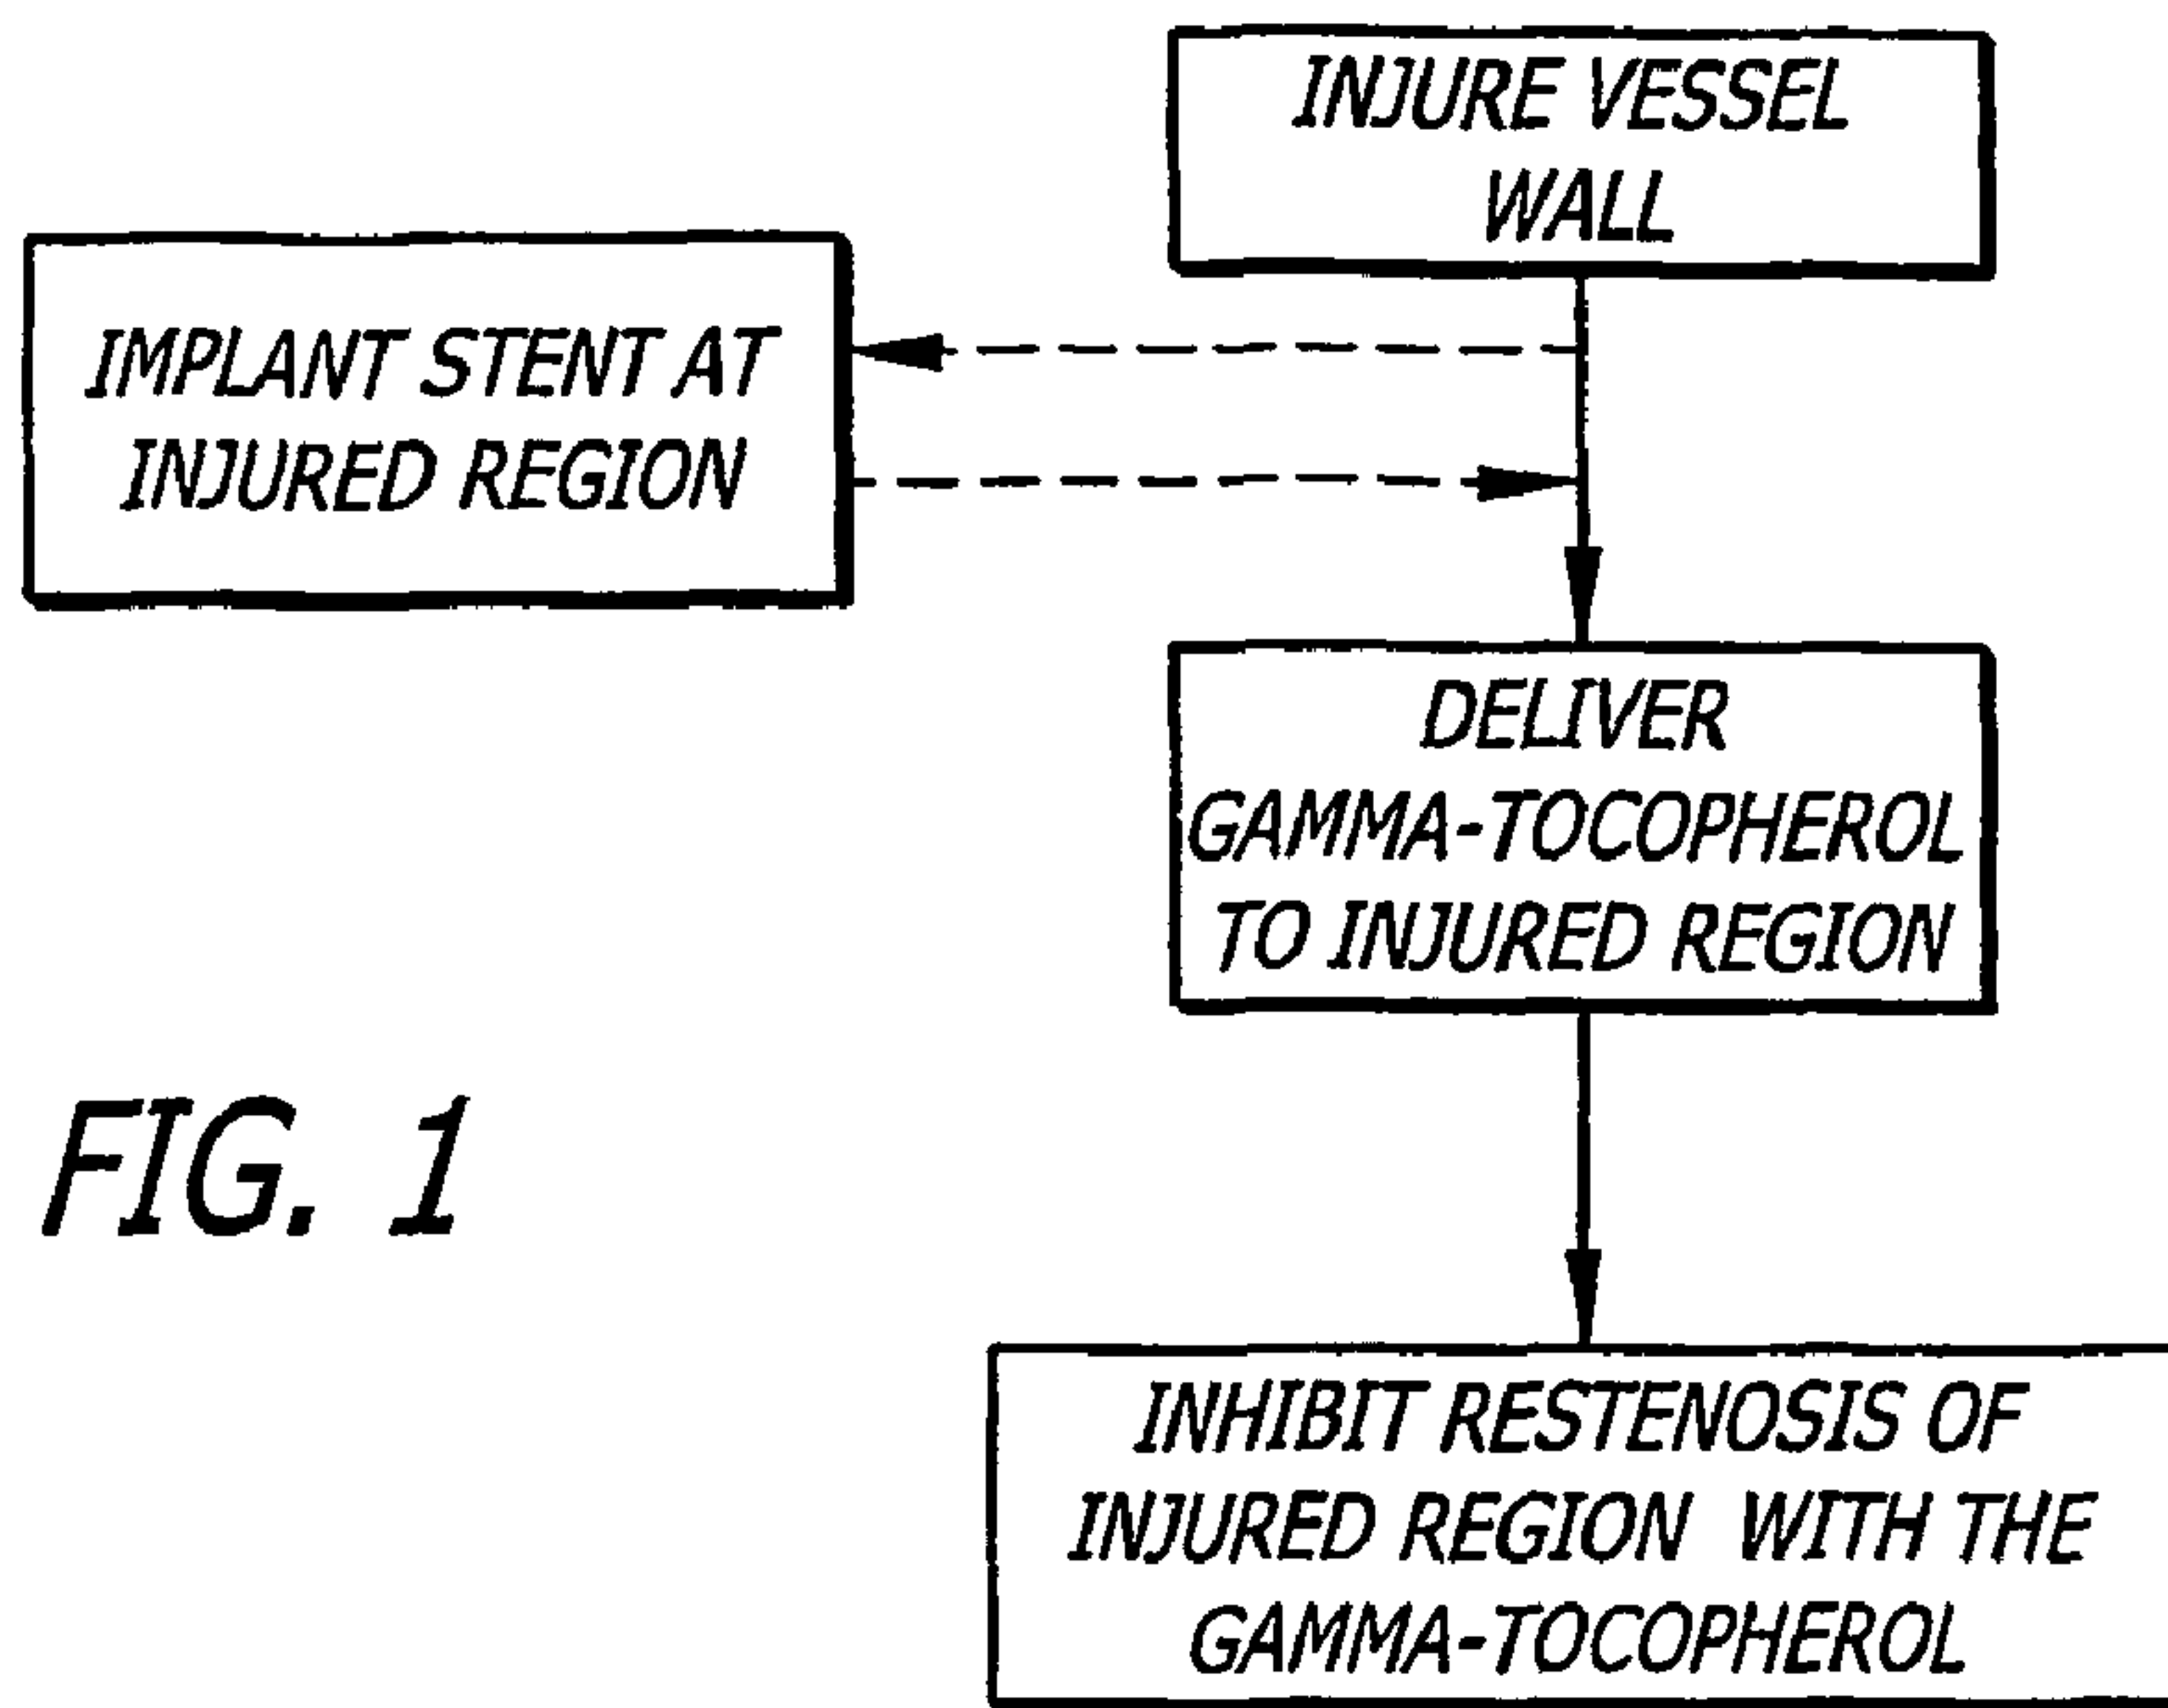 INJURE VESSEL
WALL
IMPLANT STENT AT
INJURED REGION
DELIVER
GAMMA-TOCOPHEROL
TO INJURED REGION
FIG. 1
INHIBIT RESTENOSIS OF
INJURED REGION WITH THE
GAMMA-TOCOPHEROL